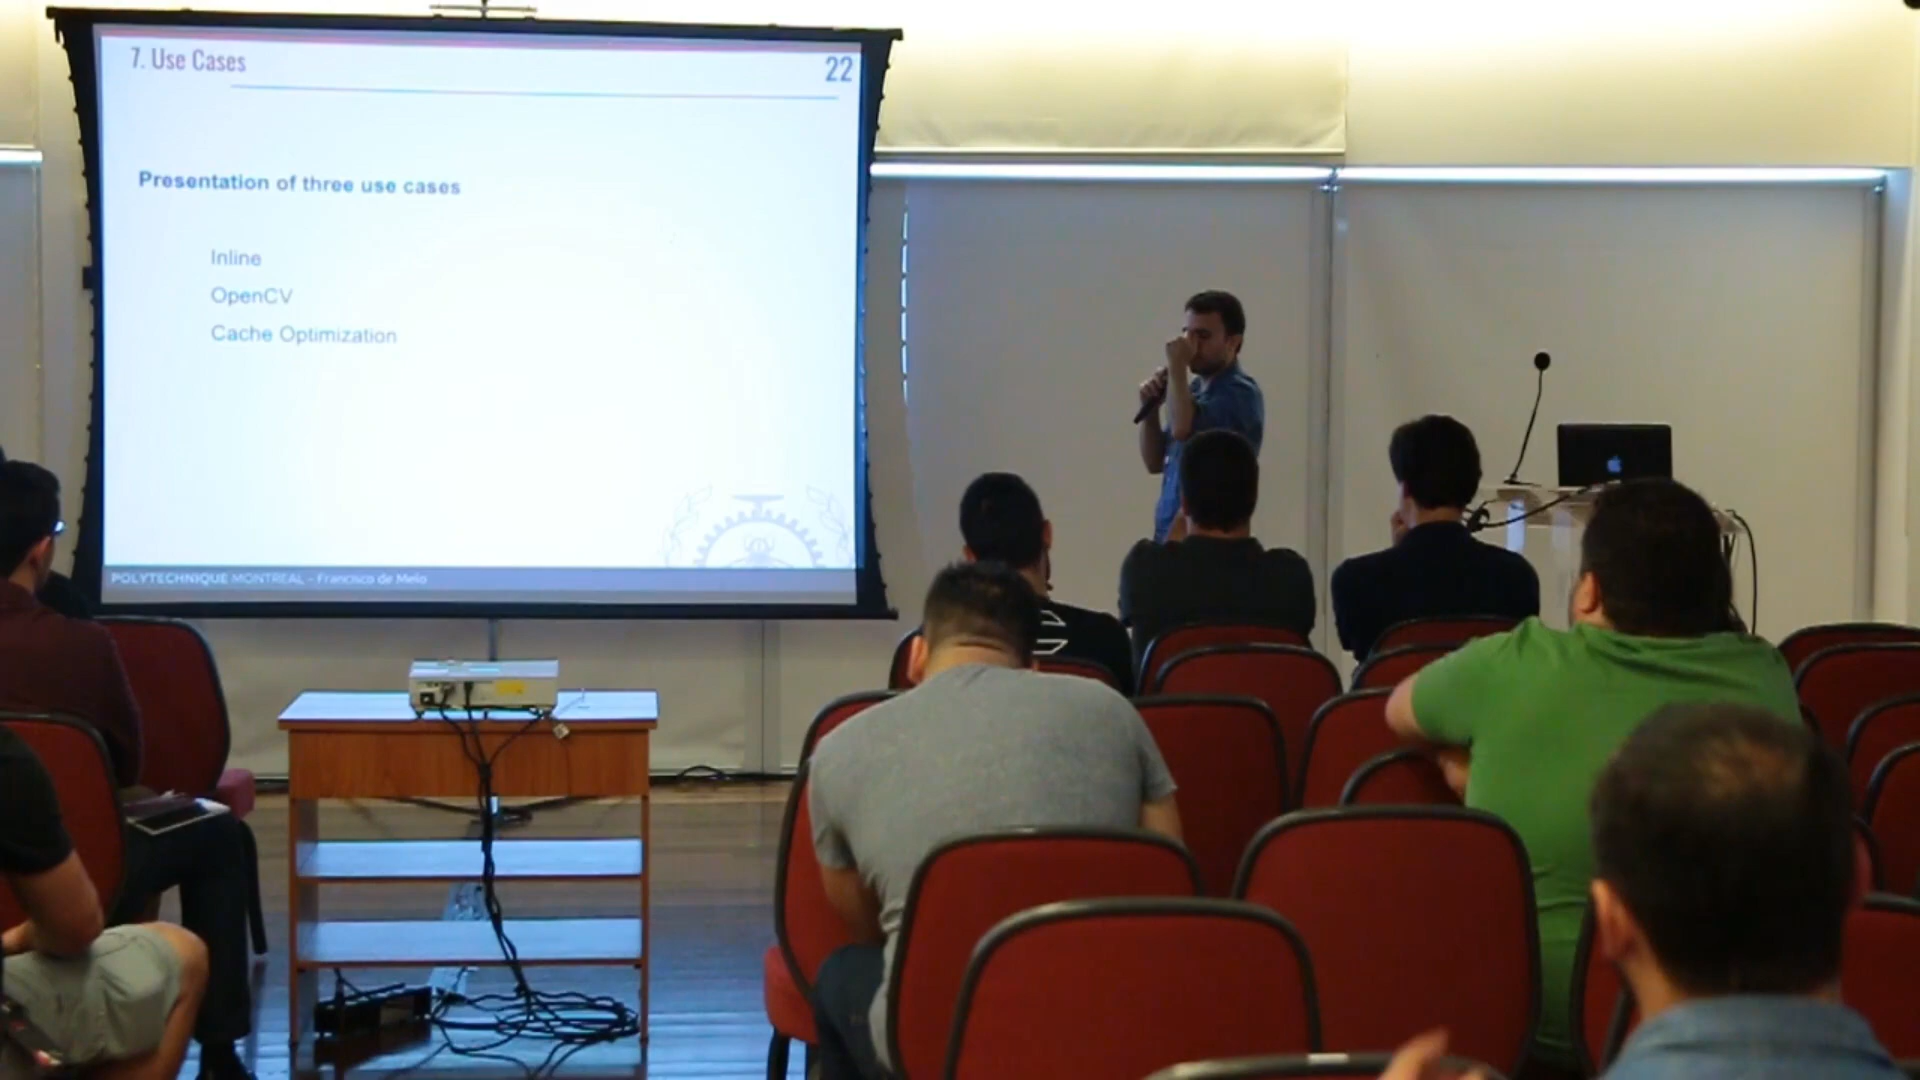 7. Use Cases
22
Presentation of three use cases
Inline
OpenCV
Cache Optimization
POLYTECHNIQUE MONTREAL – Francisco de Melo